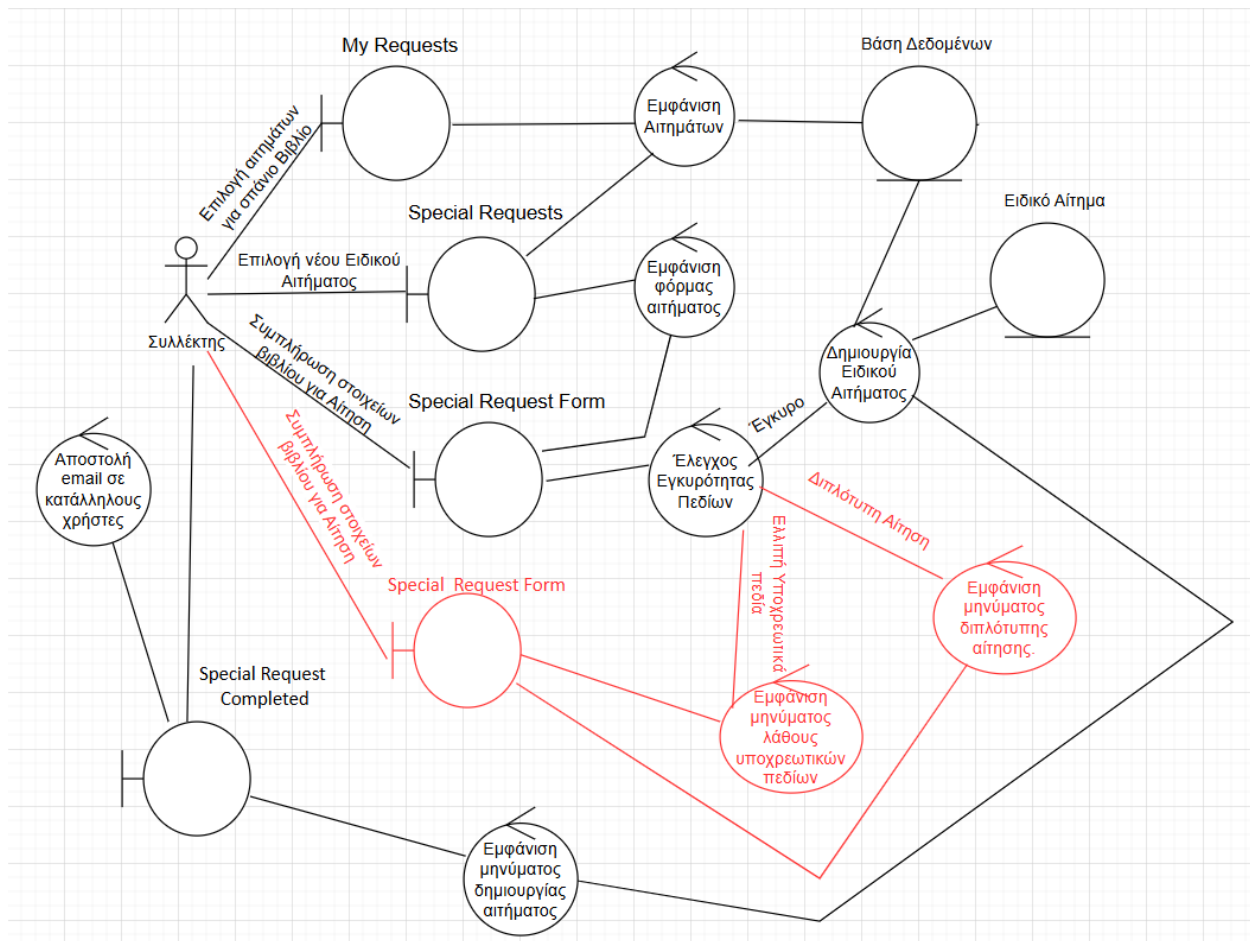 My Requests
Βάση Δεδομένων
Επιλογή αιτημάτων
για σπάνιο Βιβλίο
Εμφάνιση
Αιτημάτων
Special Requests
Ειδικό Αίτημα
Επιλογή νέου Ειδικού
Αιτήματος
Εμφάνιση
φόρμας
αιτήματος
Συλλέκτης
Συμπλήρωση στοιχείων
βιβλίου για Αίτηση
Δημιουργία
Ειδικού
Αιτήματος
Special Request Form
Έγκυρο
Αποστολή
email σε
κατάλληλους
χρήστες
Συμπλήρωση στοιχείων
βιβλίου για Αίτηση
Έλεγχος
Εγκυρότητας
Πεδίων
Διπλότυπη Αίτηση
Ελλιπή Υποχρεωτικά
πεδία
Special Request Form
Εμφάνιση
μηνύματος
διπλότυπης
αίτησης.
Special Request
Completed
Εμφάνιση
μηνύματος
λάθους
υποχρεωτικών
πεδίων
Εμφάνιση
μηνύματος
δημιουργίας
αιτήματος